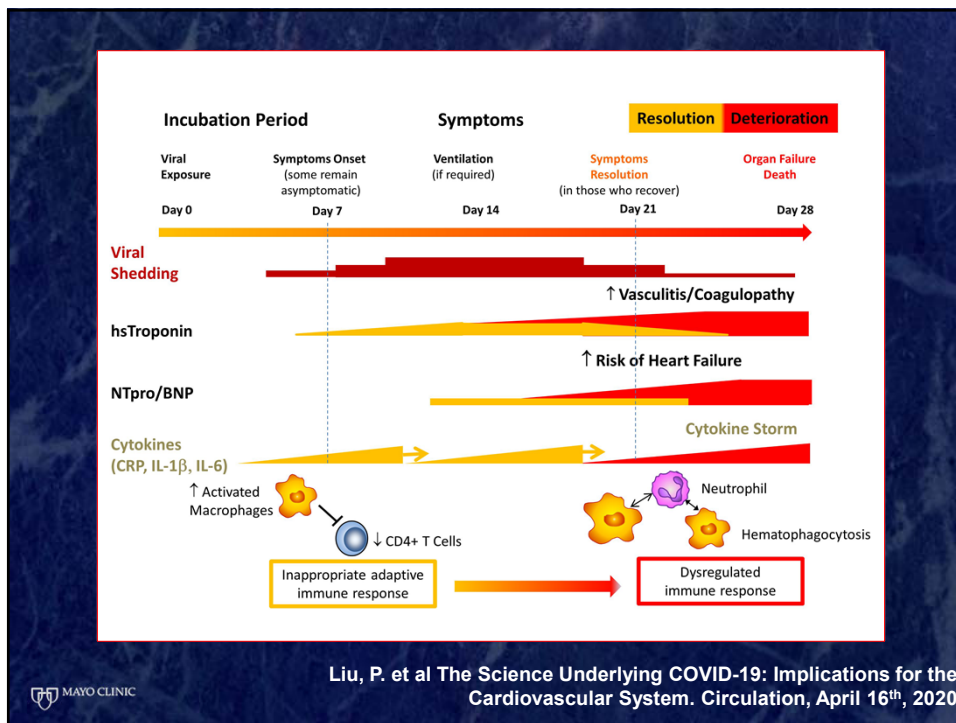 Incubation Period
Symptoms
Resolution
Deterioration
Viral
Exposure
Symptoms Onset
(some remain
asymptomatic)
Ventilation
(if required)
Symptoms
Resolution
(in those who recover)
Organ Failure
Death
Day 0
Day 7
Day 14
Day 21
Day 28
Viral
Shedding
↑ Vasculitis/Coagulopathy
hsTroponin
↑ Risk of Heart Failure
NTpro/BNP
Cytokine Storm
Cytokines
(CRP, IL-1β, IL-6)
↑ Activated
Macrophages
↓ CD4+ T Cells
Neutrophil
Hematophagocytosis
Inappropriate adaptive
immune response
Dysregulated
immune response
Liu, P. et al The Science Underlying COVID-19: Implications for the
Cardiovascular System. Circulation, April 16th, 2020
MAYO CLINIC